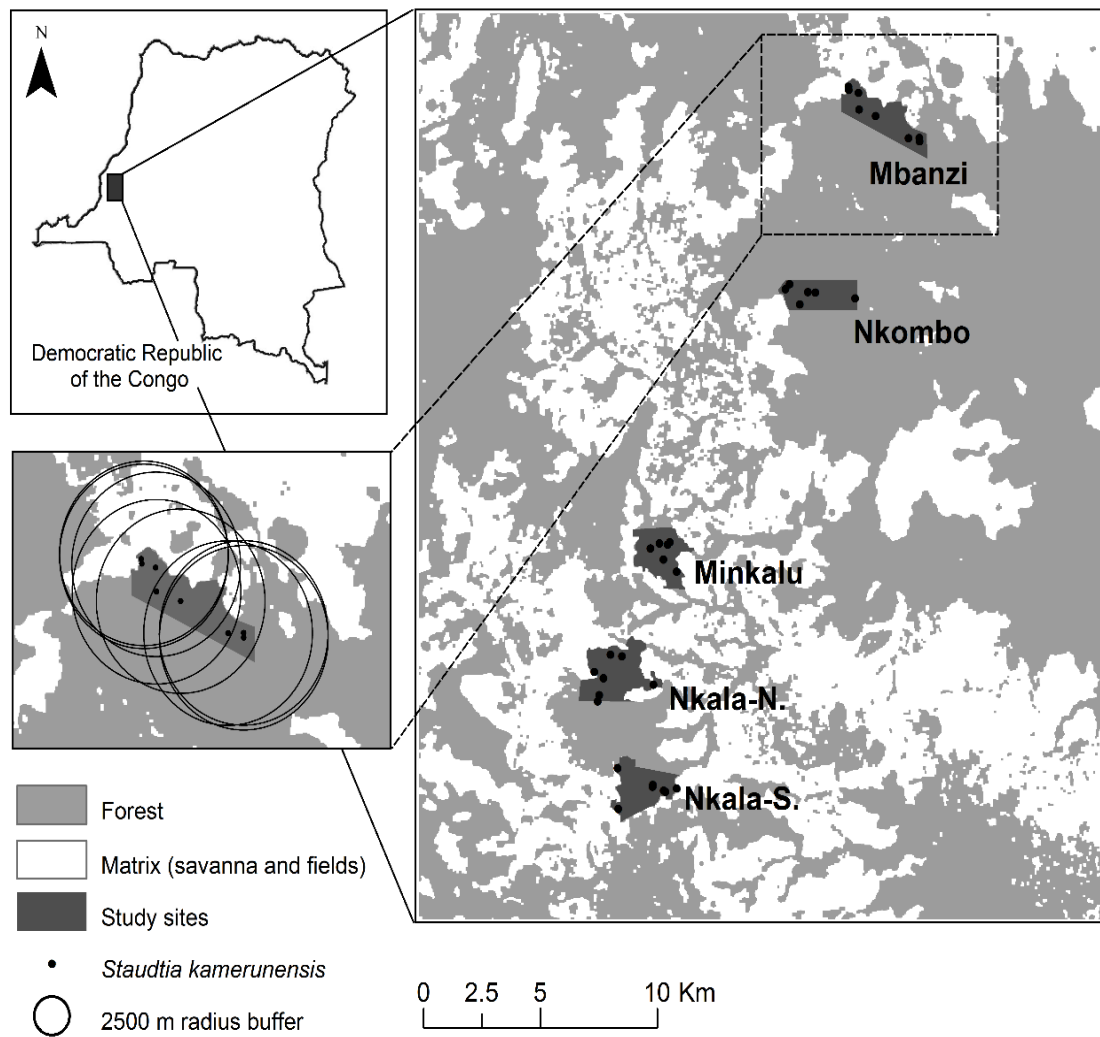 N
Democratic Republic
of the Congo
Mbanzi
Nkombo
Minkalu
Nkala-N.
Nkala-S.
Forest
Matrix (savanna and fields)
Study sites
Staudtia kamerunensis
2500 m radius buffer
0 2.5 5 10 Km